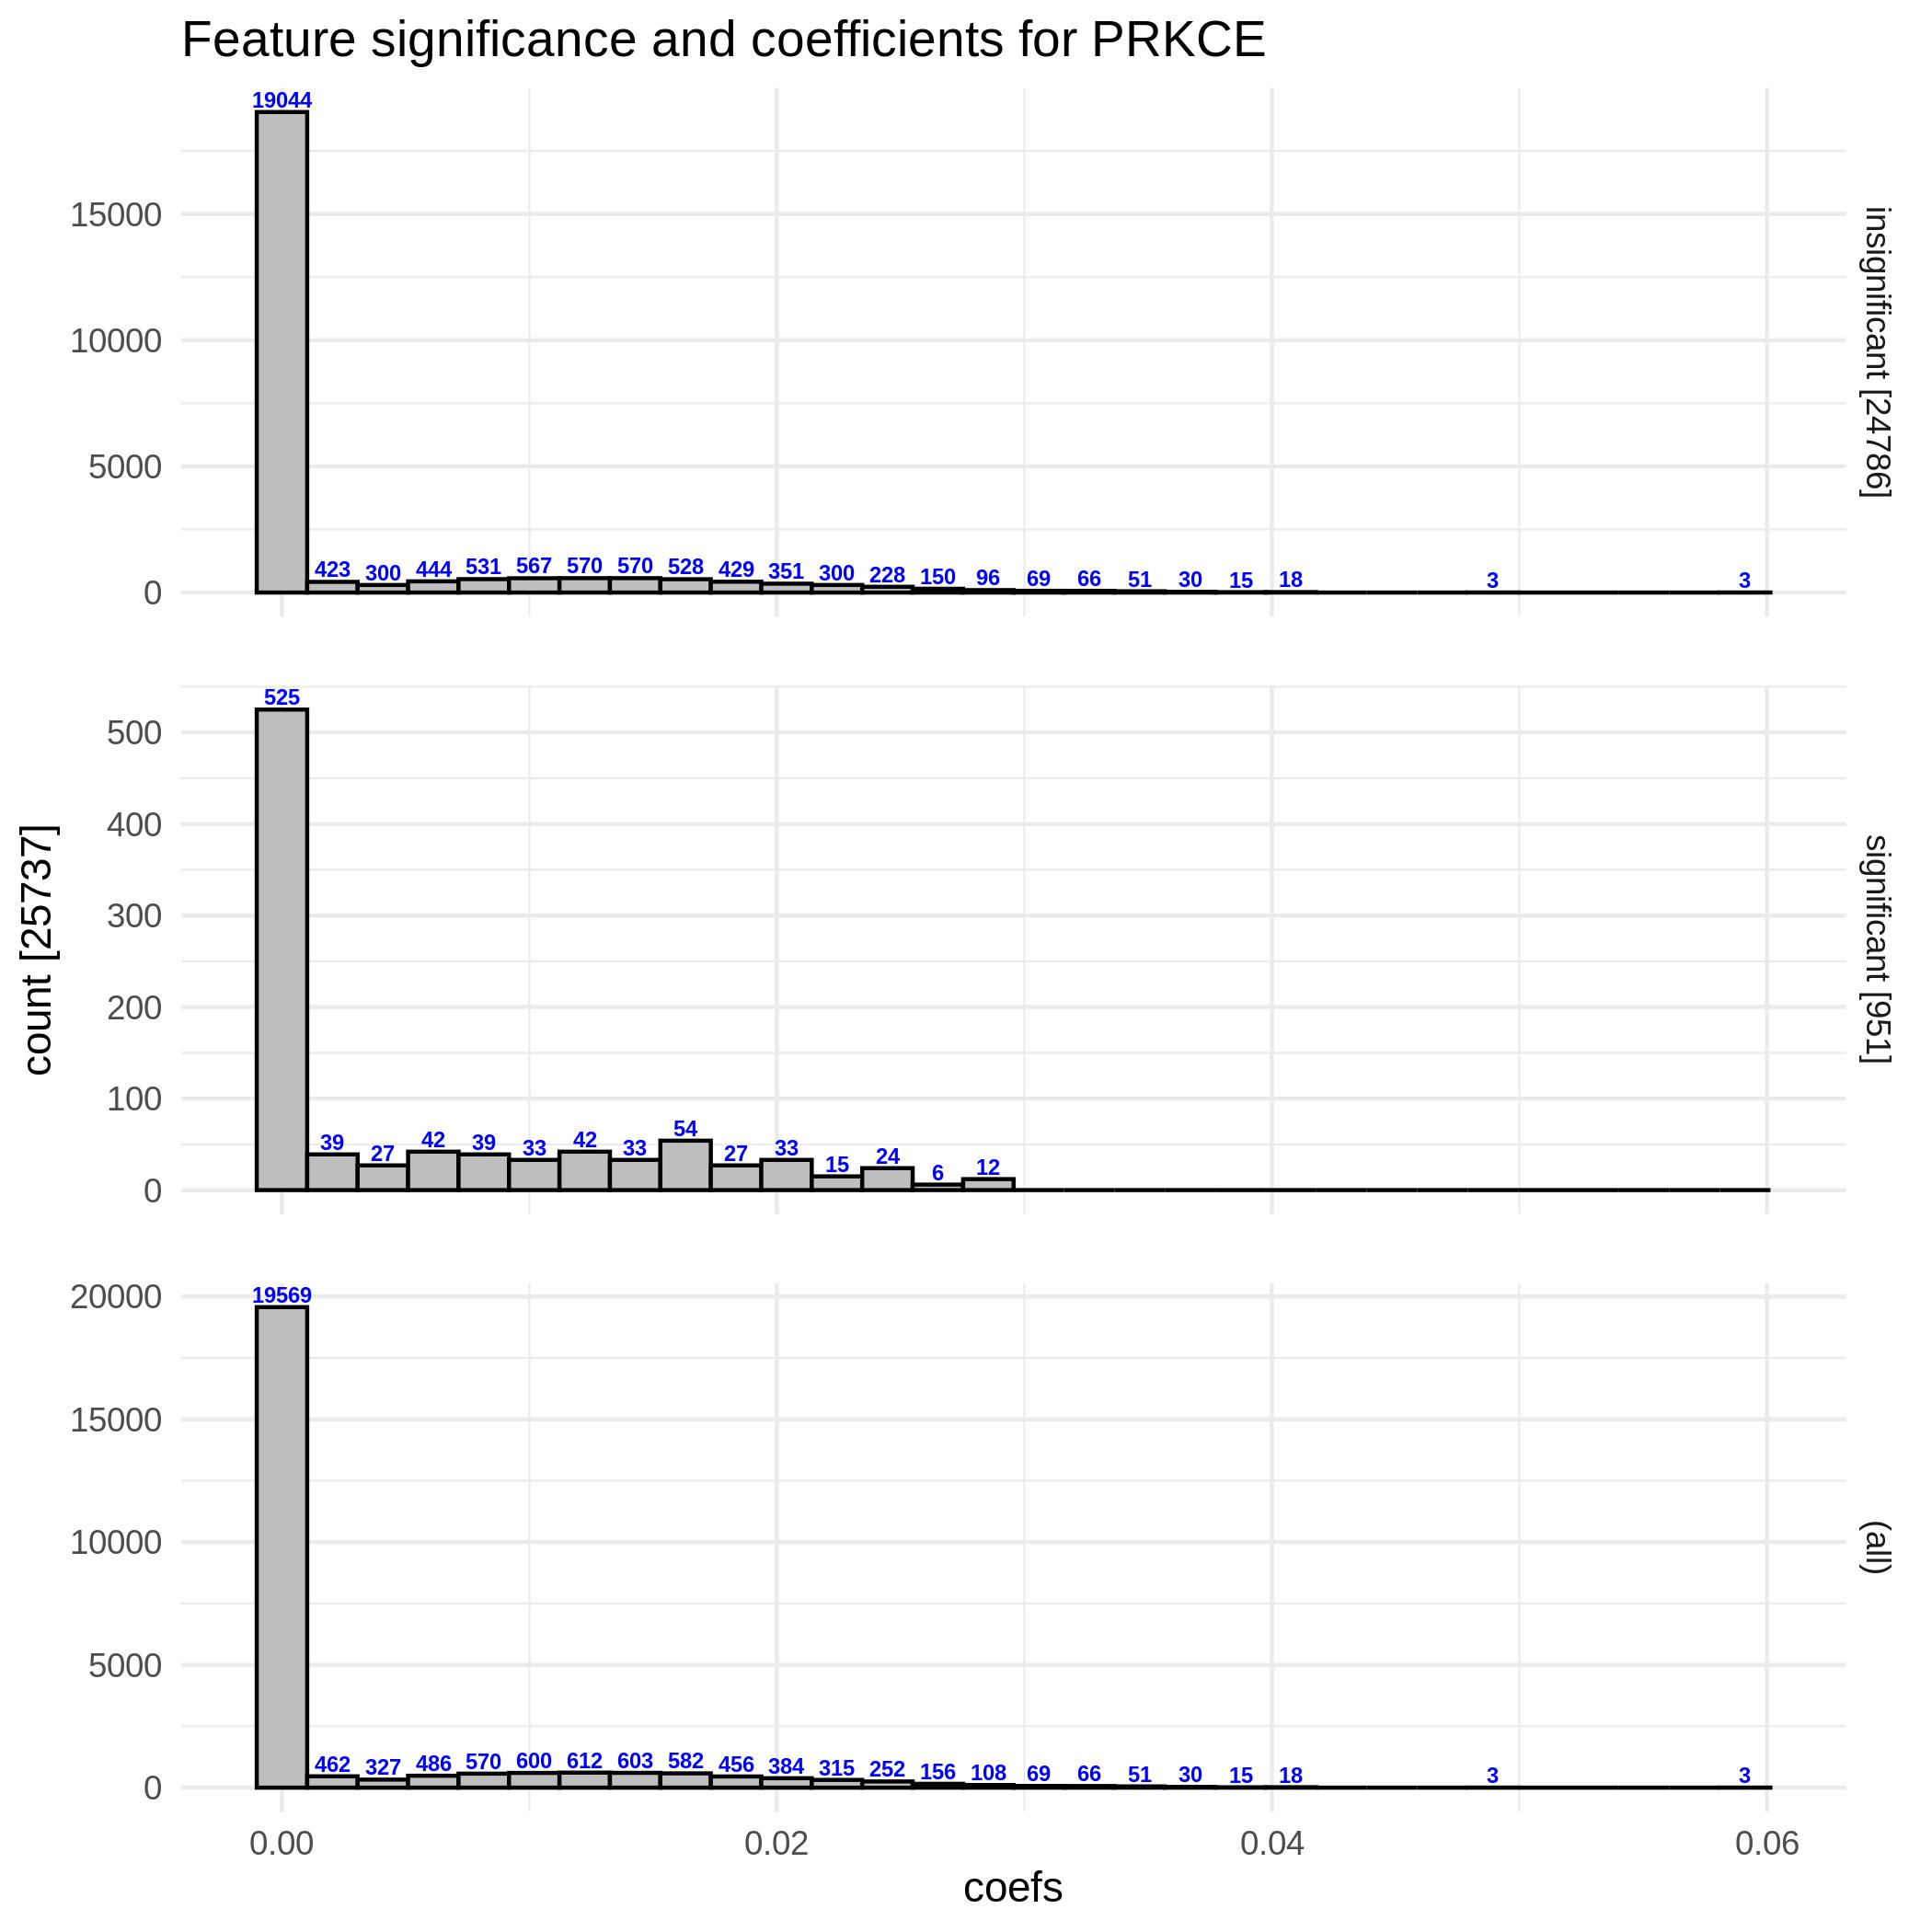 Feature significance and coefficients for PRKCE
19044
15000
10000
5000
0
423 300 444 531 567 570 570 528 429 351 300 228 150 96 69 66 51 30 15 18 3 3
insignificant [24786]
525
500
400
300
200
100
0
39 27 42 39 33 42 33 54 27 33 15 24 6 12
significant [951]
count [25737]
19569
20000
15000
10000
5000
0
462 327 486 570 600 612 603 582 456 384 315 252 156 108 69 66 51 30 15 18 3 3
(all)
0.00 0.02 0.04 0.06
coefs